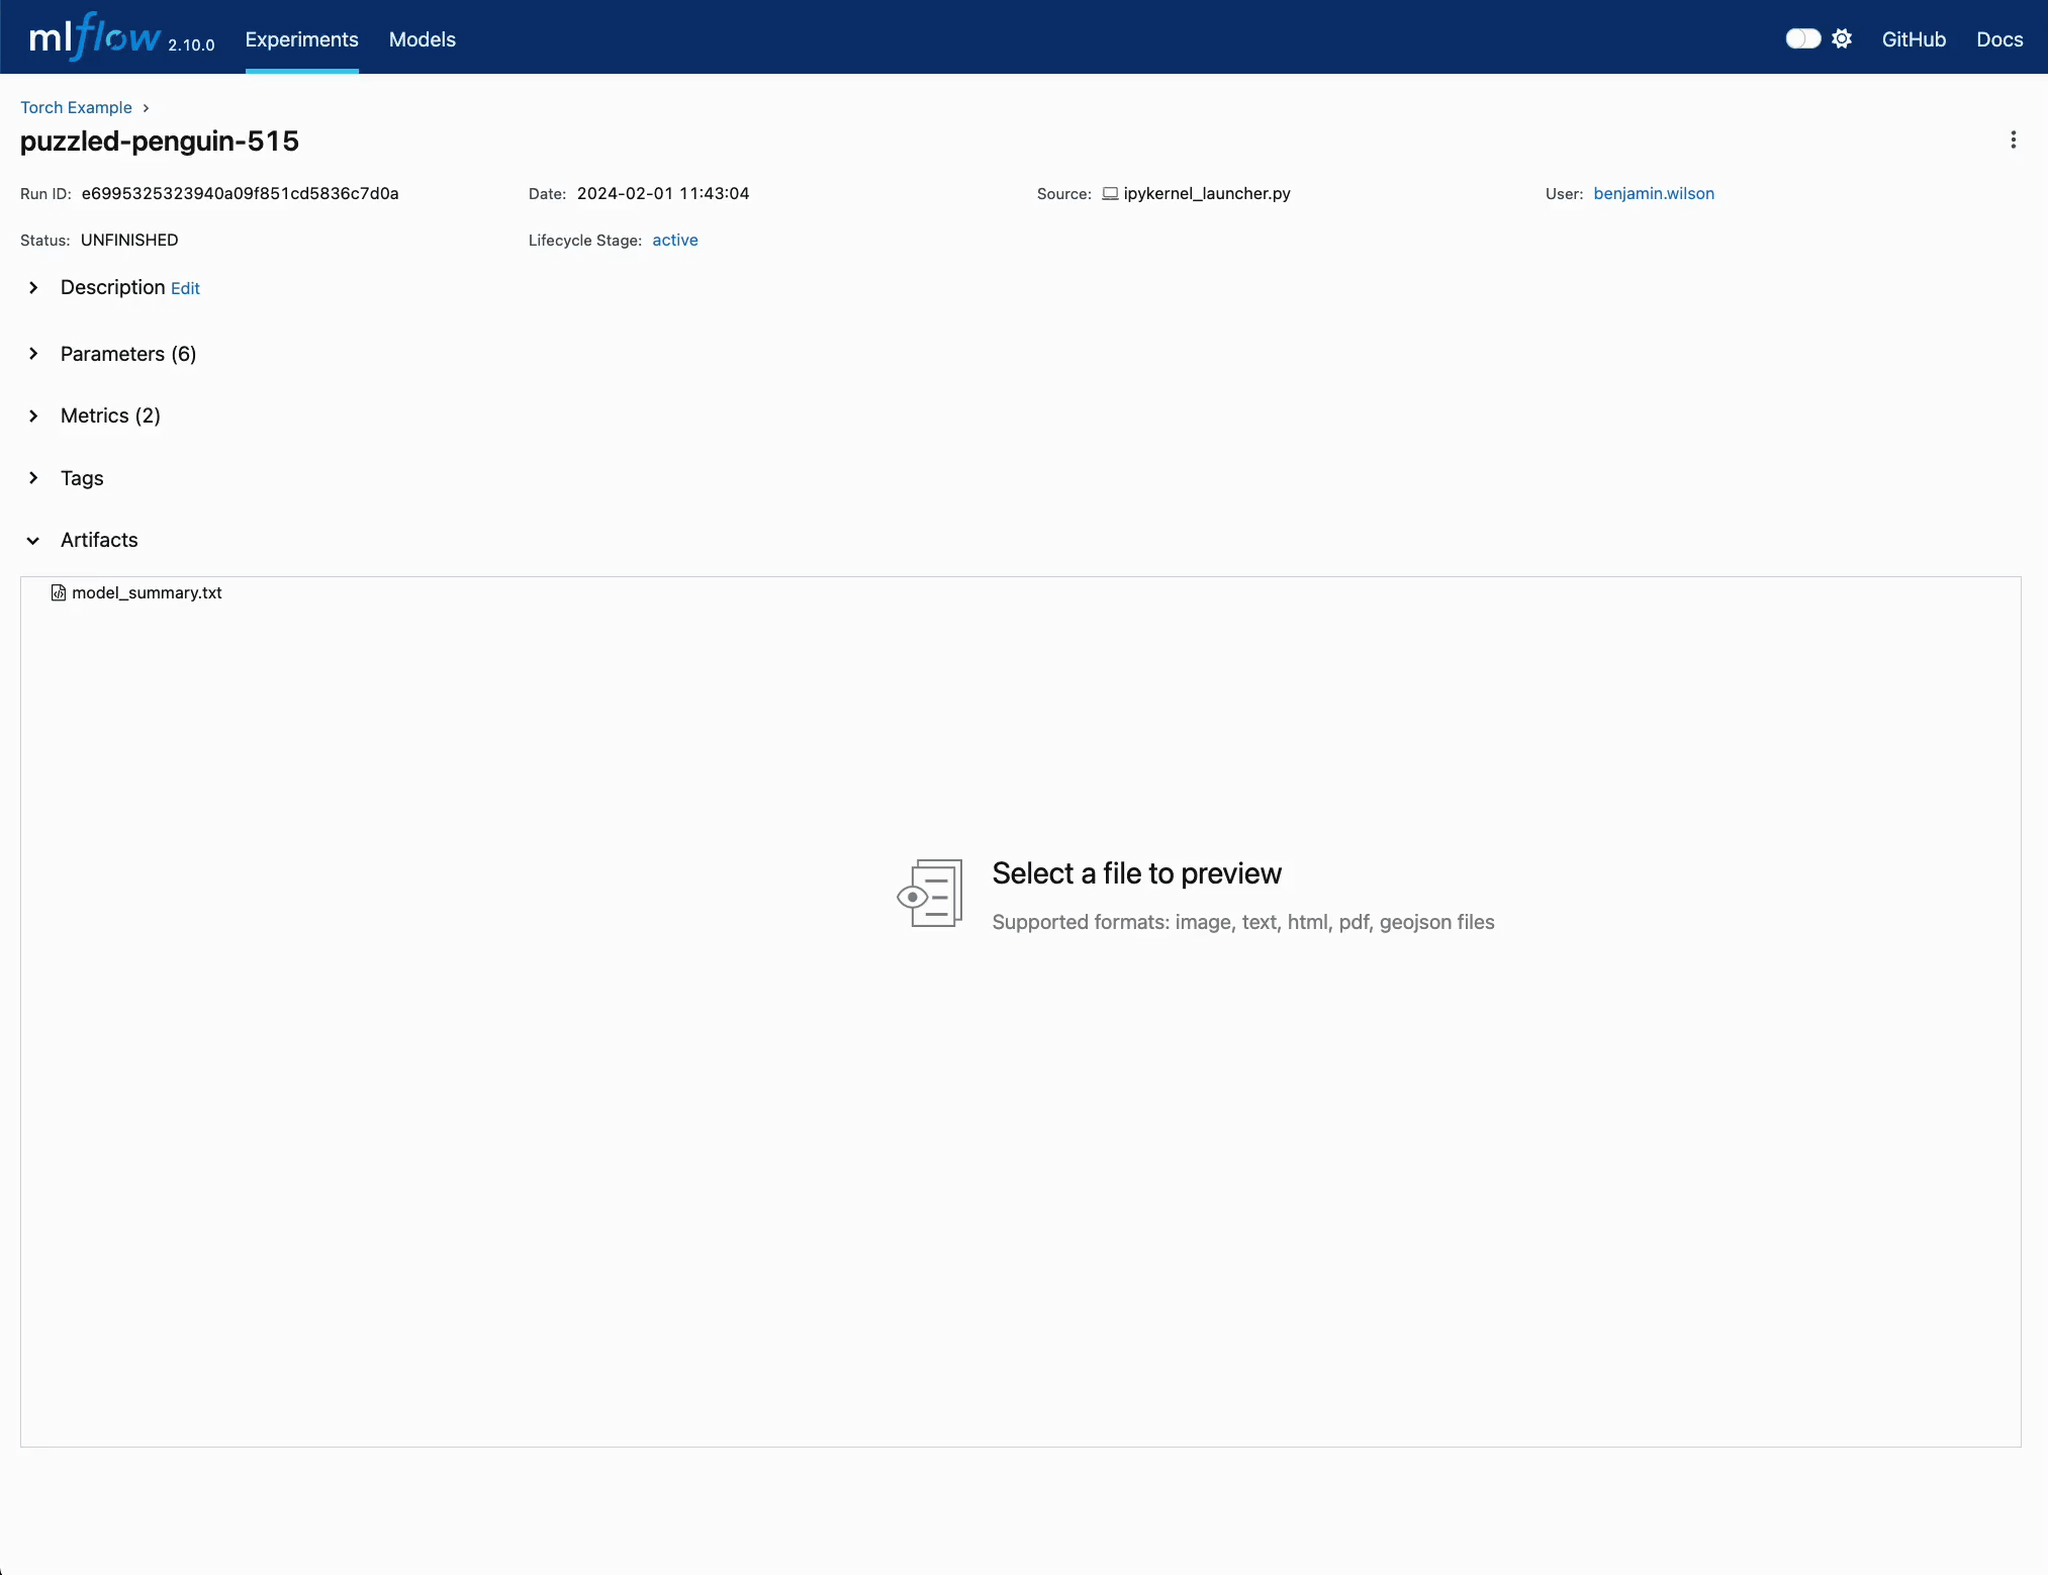 mlflow 2.10.0 Experiments Models GitHub Docs
Torch Example
puzzled-penguin-515
Run ID: e6995325323940a09f851cd5836c7d0a Date: 2024-02-01 11:43:04 Source: ipykernel_launcher.py User: benjamin.wilson
Status: UNFINISHED Lifecycle Stage: active
Description Edit
Parameters (6)
Metrics (2)
Tags
Artifacts
model_summary.txt
Select a file to preview
Supported formats: image, text, html, pdf, geojson files